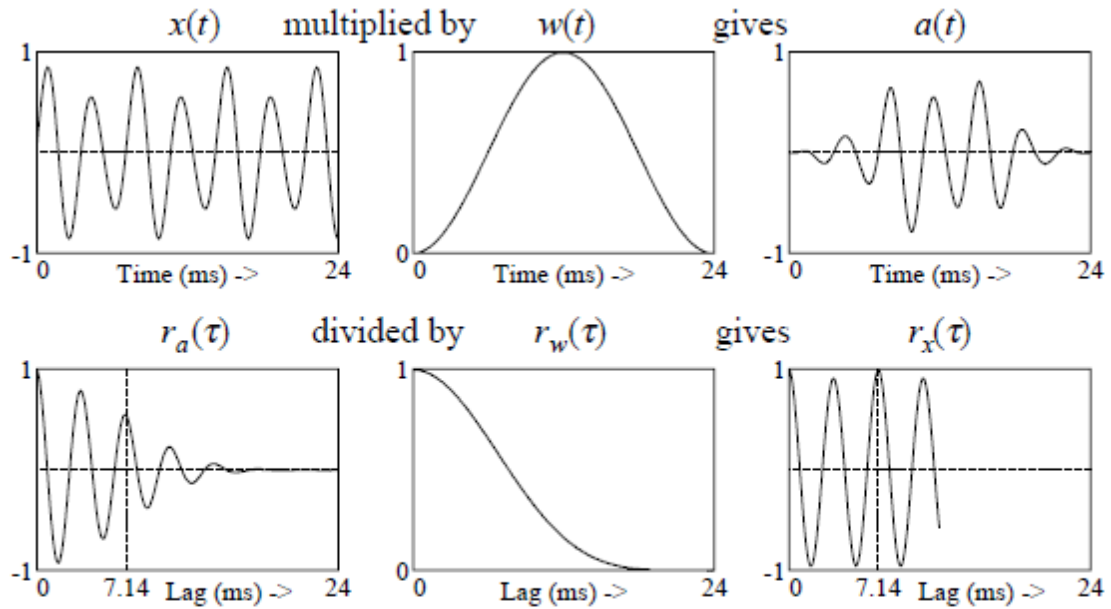 x(t) multiplied by w(t) gives a(t)
1 1 1
-1 0 -1
0 Time (ms) -> 24 0 Time (ms) -> 24 0 Time (ms) -> 24
r_a(τ) divided by r_w(τ) gives r_x(τ)
1 1 1
-1 0 -1
0 7.14 Lag (ms) -> 24 0 Lag (ms) -> 24 0 7.14 Lag (ms) -> 24